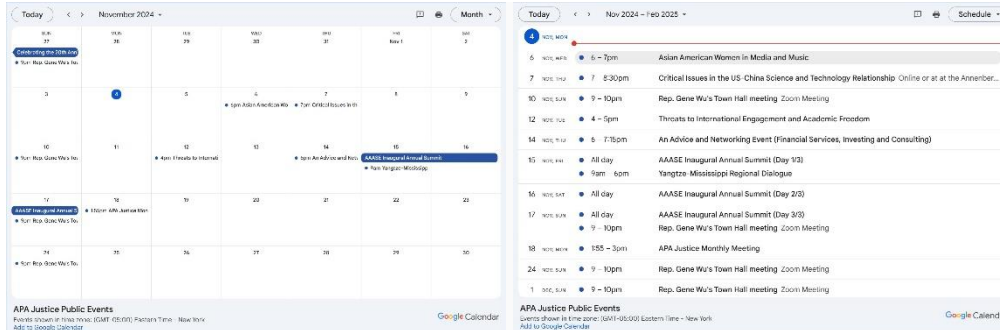 Today
November 2024
Month
SUN MON TUE WED THU FRI SAT
27 28 29 30 31 Nov 1 2
Celebrating the 30th Ann
9pm Rep. Gene Wu's Tow
3 4 5 6 7 8 9
6pm Asian American Wo
7pm Critical Issues in th
10 11 12 13 14 15 16
9pm Rep. Gene Wu's Tow
4pm Threats to Internati
6pm An Advice and Net
AAASE Inaugural Annual Summit
9am Yangtze-Mississipp
17 18 19 20 21 22 23
AAASE Inaugural Annual S
1:55pm APA Justice Mon
9pm Rep. Gene Wu's Tow
24 25 26 27 28 29 30
9pm Rep. Gene Wu's Tow
APA Justice Public Events
Events shown in time zone: (GMT-05:00) Eastern Time - New York
Add to Google Calendar
Google Calendar
Today
Nov 2024 – Feb 2025
Schedule
4 NOV, MON
6 NOV, WED 6 – 7pm Asian American Women in Media and Music
7 NOV, THU 7 – 8:30pm Critical Issues in the US-China Science and Technology Relationship Online or at at the Annenber...
10 NOV, SUN 9 – 10pm Rep. Gene Wu's Town Hall meeting Zoom Meeting
12 NOV, TUE 4 – 5pm Threats to International Engagement and Academic Freedom
14 NOV, THU 6 – 7:15pm An Advice and Networking Event (Financial Services, Investing and Consulting)
15 NOV, FRI All day AAASE Inaugural Annual Summit (Day 1/3)
9am – 6pm Yangtze-Mississippi Regional Dialogue
16 NOV, SAT All day AAASE Inaugural Annual Summit (Day 2/3)
17 NOV, SUN All day AAASE Inaugural Annual Summit (Day 3/3)
9 – 10pm Rep. Gene Wu's Town Hall meeting Zoom Meeting
18 NOV, MON 1:55 – 3pm APA Justice Monthly Meeting
24 NOV, SUN 9 – 10pm Rep. Gene Wu's Town Hall meeting Zoom Meeting
1 DEC, SUN 9 – 10pm Rep. Gene Wu's Town Hall meeting Zoom Meeting
APA Justice Public Events
Events shown in time zone: (GMT-05:00) Eastern Time - New York
Add to Google Calendar
Google Calendar